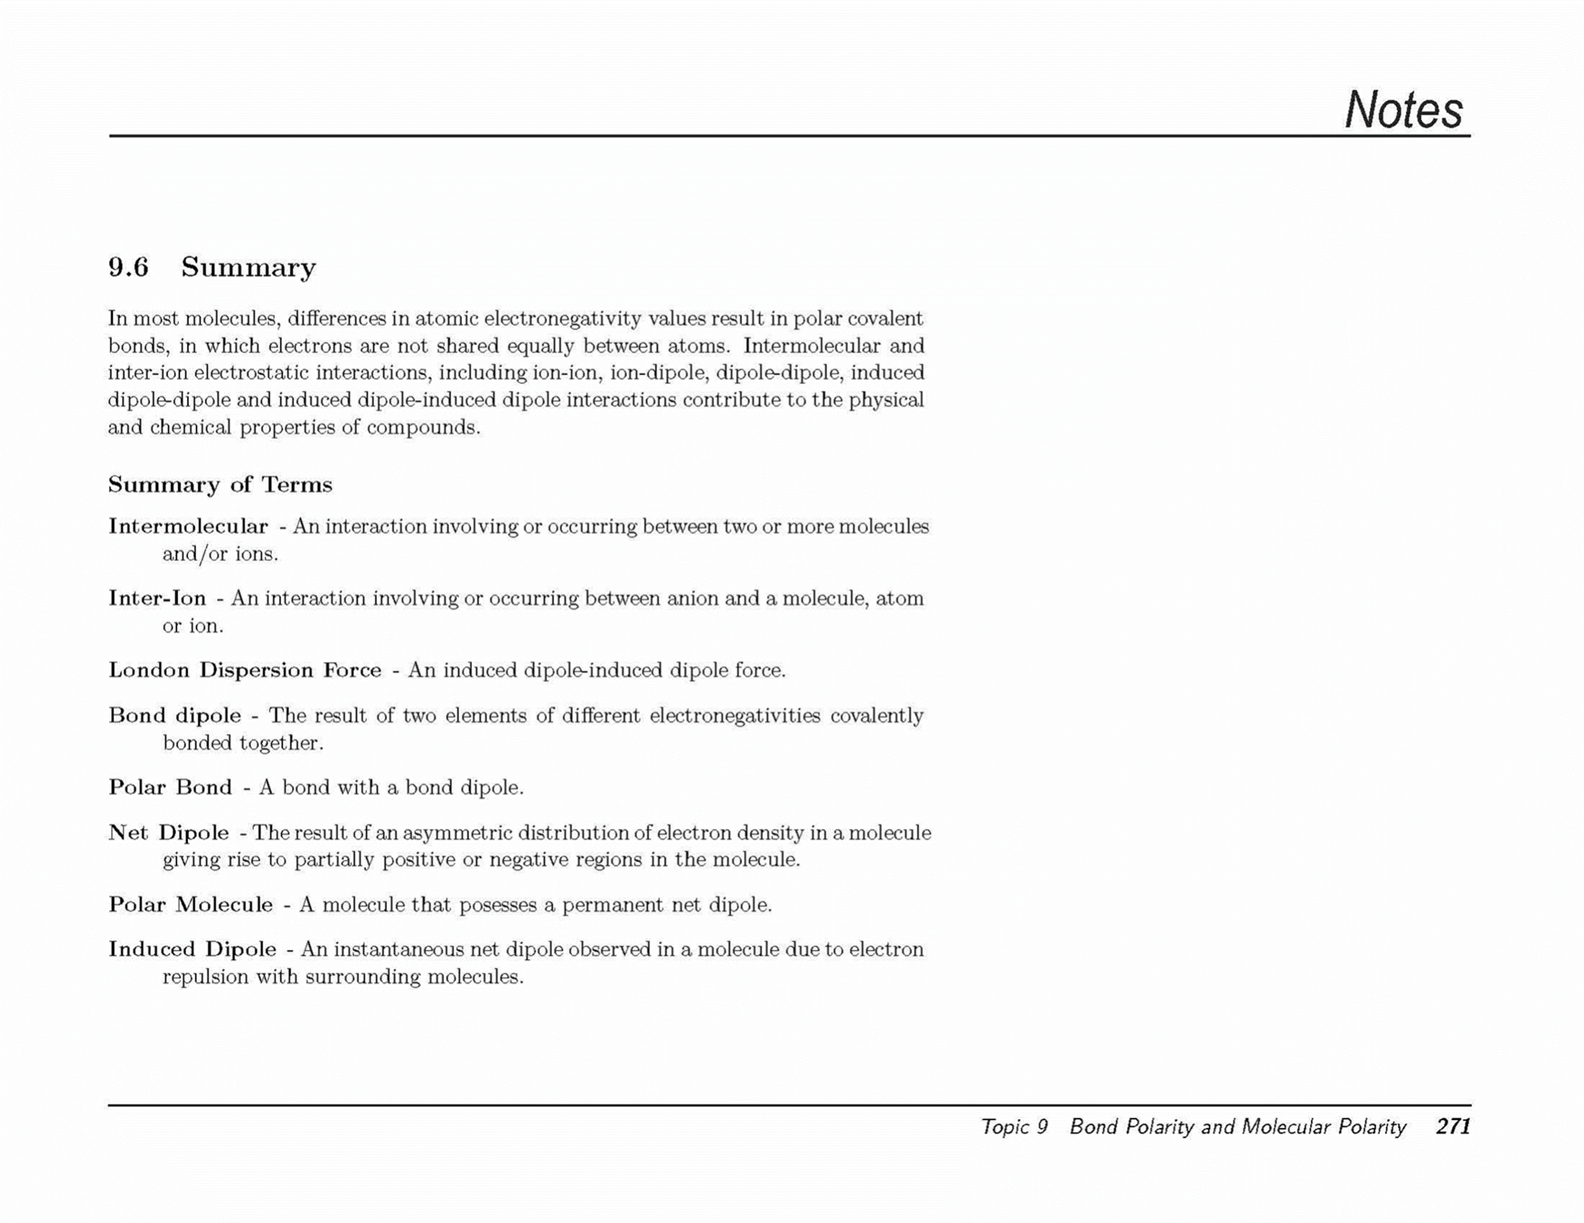 Notes
9.6 Summary
In most molecules, differences in atomic electronegativity values result in polar covalent
bonds, in which electrons are not shared equally between atoms. Intermolecular and
inter-ion electrostatic interactions, including ion-ion, ion-dipole, dipole-dipole, induced
dipole-dipole and induced dipole-induced dipole interactions contribute to the physical
and chemical properties of compounds.
Summary of Terms
Intermolecular - An interaction involving or occurring between two or more molecules
and/or ions.
Inter-Ion - An interaction involving or occurring between anion and a molecule, atom
or ion.
London Dispersion Force - An induced dipole-induced dipole force.
Bond dipole - The result of two elements of different electronegativities covalently
bonded together.
Polar Bond - A bond with a bond dipole.
Net Dipole - The result of an asymmetric distribution of electron density in a molecule
giving rise to partially positive or negative regions in the molecule.
Polar Molecule - A molecule that posesses a permanent net dipole.
Induced Dipole - An instantaneous net dipole observed in a molecule due to electron
repulsion with surrounding molecules.
Topic 9 Bond Polarity and Molecular Polarity 271